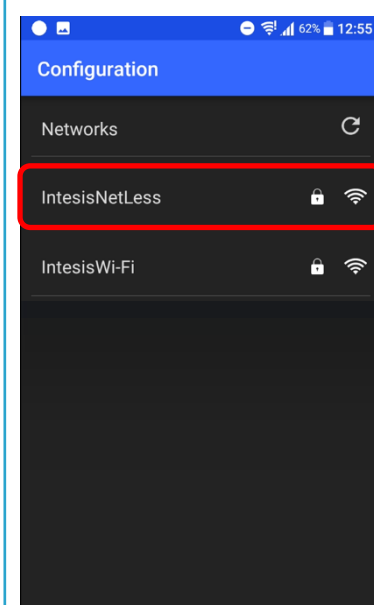 62% 12:55
Configuration
Networks
IntesisNetLess
IntesisWi-Fi